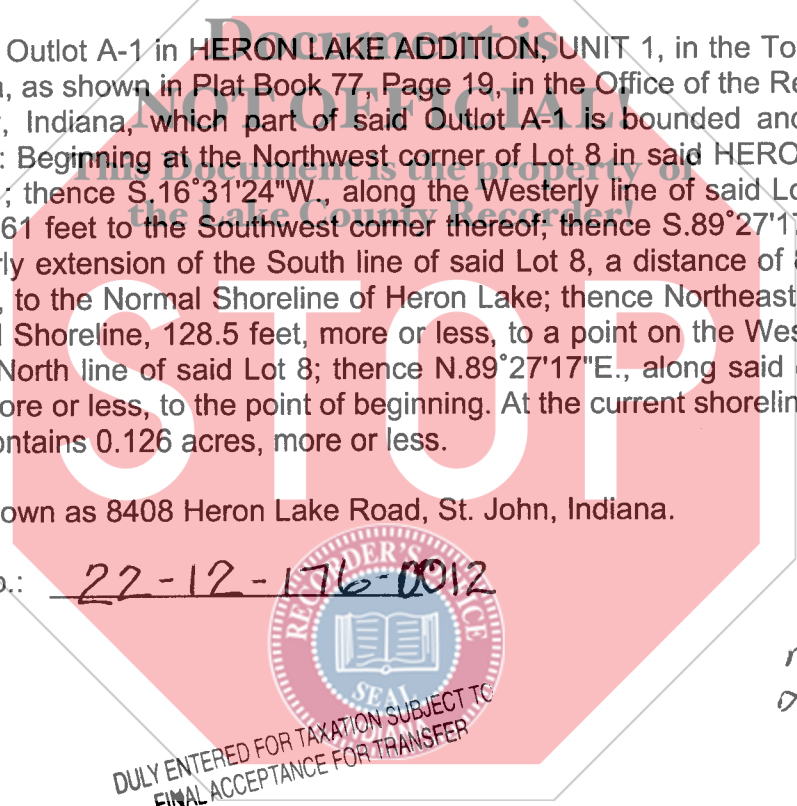 Document is
Outlot A-1 in HERON LAKE ADDITION, UNIT 1, in the To
a, as shown in Plat Book 77, Page 19, in the Office of the Re
NOT OFFICIAL!
, Indiana, which part of said Outlot A-1 is bounded and
: Beginning at the Northwest corner of Lot 8 in said HERO
This Document is the property of
; thence S.16°31'24"W., along the Westerly line of said Lo
the Lake County Recorder!
61 feet to the Southwest corner thereof; thence S.89°27'17
rly extension of the South line of said Lot 8, a distance of
, to the Normal Shoreline of Heron Lake; thence Northeast
l Shoreline, 128.5 feet, more or less, to a point on the Wes
North line of said Lot 8; thence N.89°27'17"E., along said
ore or less, to the point of beginning. At the current shorelin
ontains 0.126 acres, more or less.
STOP
own as 8408 Heron Lake Road, St. John, Indiana.
o.: 22-12-176-0012
RECORDER'S OFFICE
SEAL
INDIANA
DULY ENTERED FOR TAXATION SUBJECT TO
FINAL ACCEPTANCE FOR TRANSFER